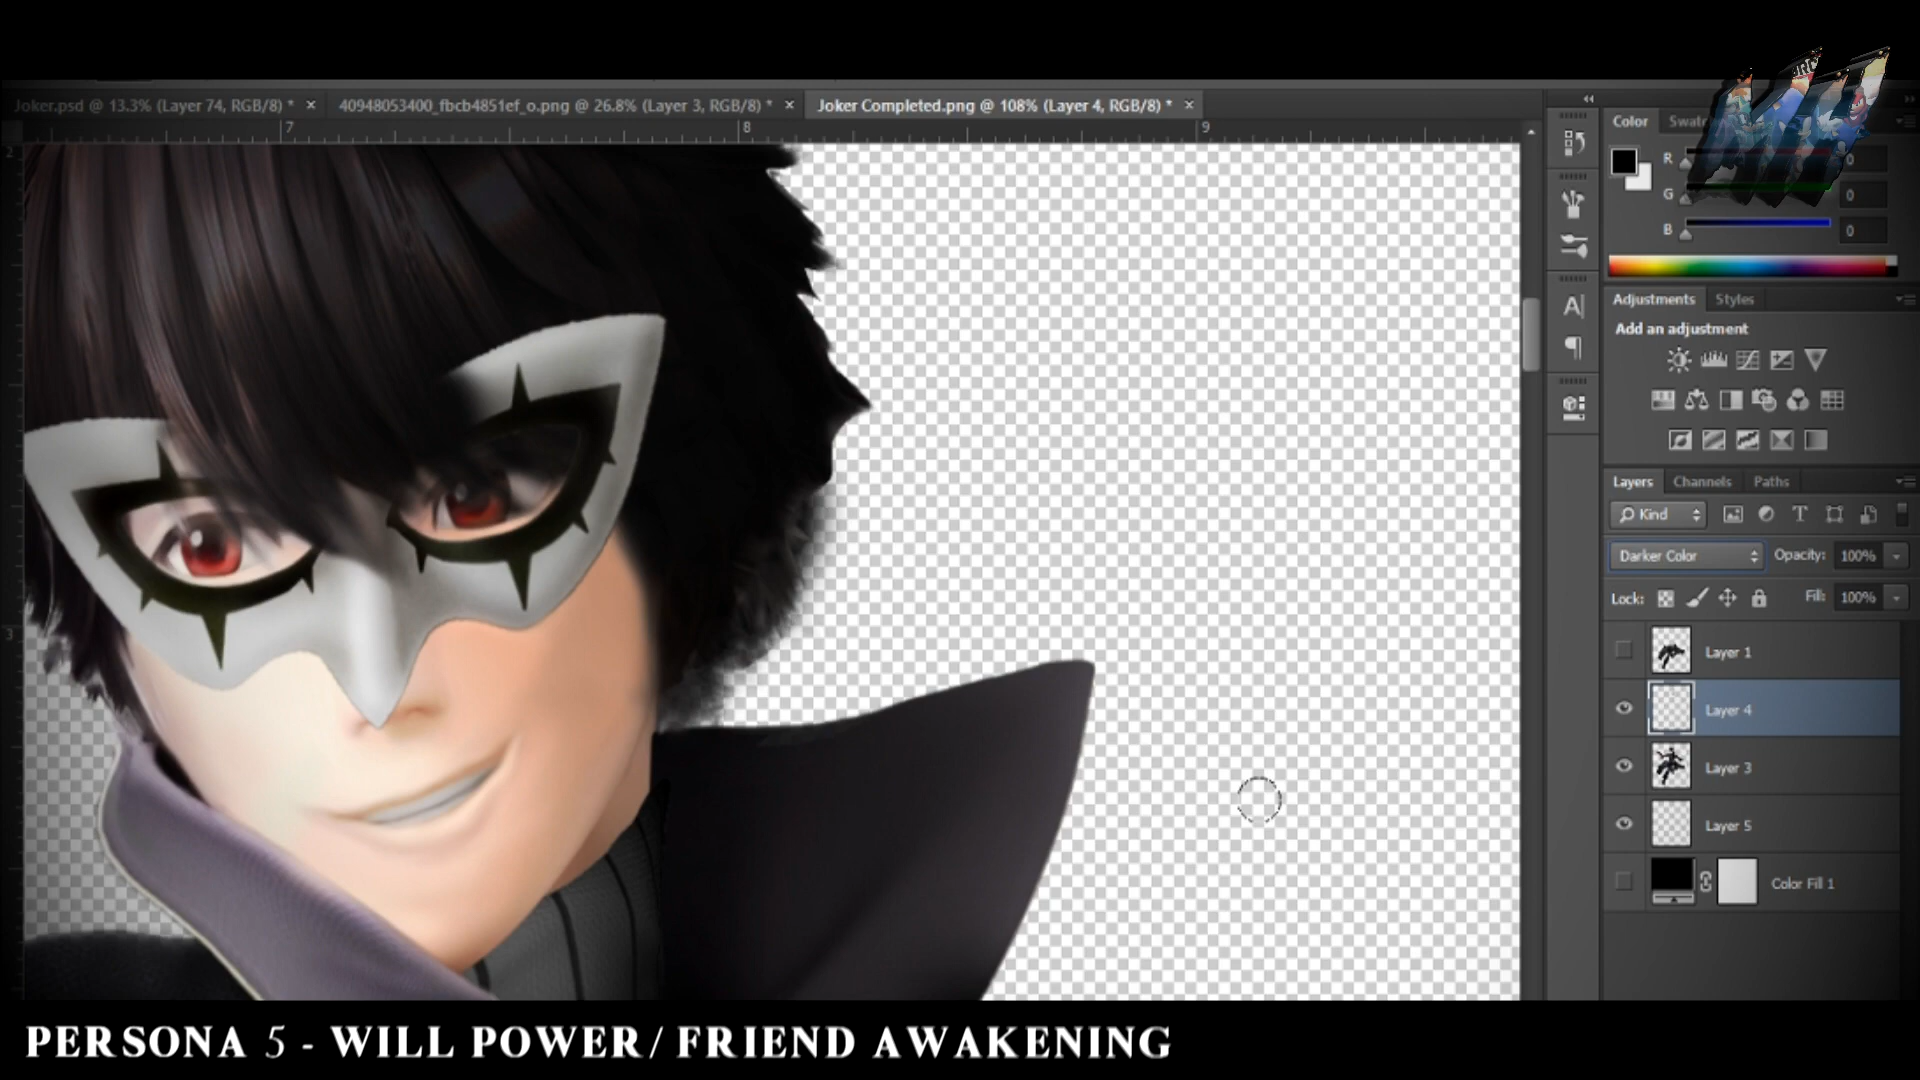 Joker.psd @ 13.3% (Layer 74, RGB/8) * ×
40948053400_fbcb4851ef_o.png @ 26.8% (Layer 3, RGB/8) * ×
Joker Completed.png @ 108% (Layer 4, RGB/8) * ×
7 8 9
2
3
Color
R 0
G 0
B 0
Adjustments Styles
Add an adjustment
Layers Channels Paths
Kind
Darker Color Opacity: 100%
Lock: Fill: 100%
Layer 1
Layer 4
Layer 3
Layer 5
Color Fill 1
PERSONA 5 - WILL POWER/ FRIEND AWAKENING